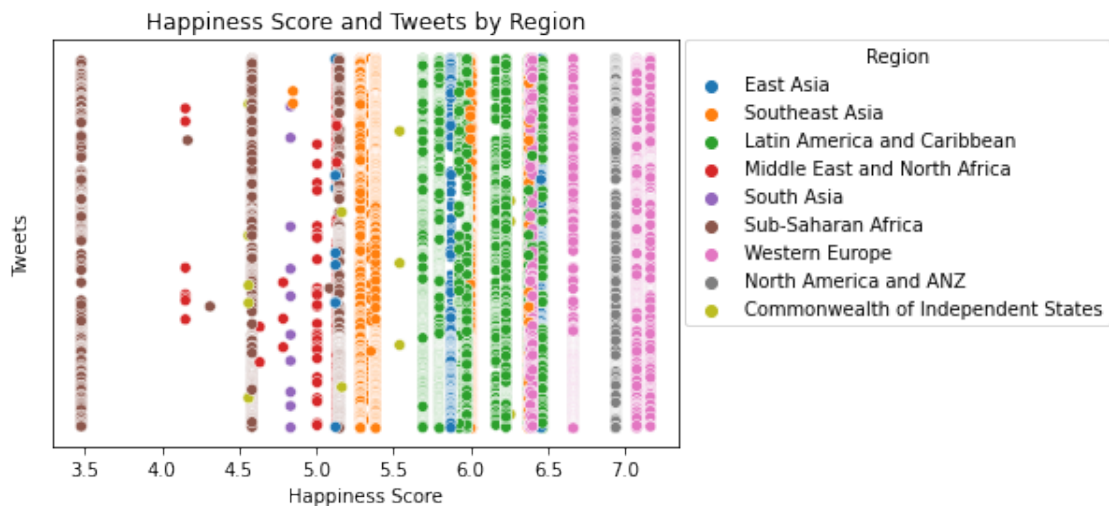 Happiness Score and Tweets by Region
Tweets
3.5 4.0 4.5 5.0 5.5 6.0 6.5 7.0
Happiness Score
Region
East Asia
Southeast Asia
Latin America and Caribbean
Middle East and North Africa
South Asia
Sub-Saharan Africa
Western Europe
North America and ANZ
Commonwealth of Independent States